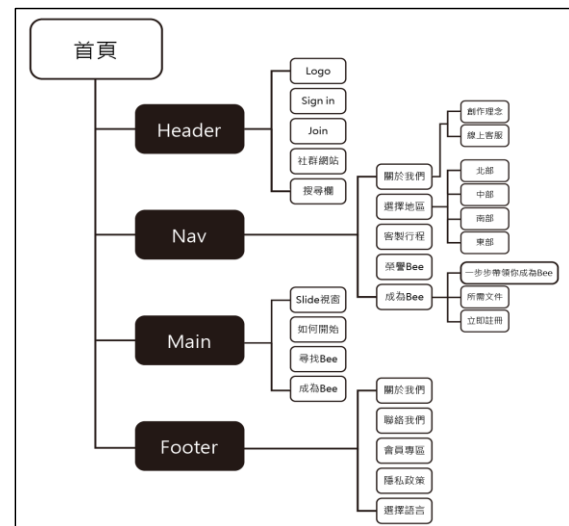 首頁
Header
Logo
Sign in
Join
社群網站
搜尋欄
Nav
關於我們
創作理念
線上客服
選擇地區
北部
中部
南部
東部
客製行程
榮譽Bee
成為Bee
一步步帶領你成為Bee
所需文件
立即註冊
Main
Slide視窗
如何開始
尋找Bee
成為Bee
Footer
關於我們
聯絡我們
會員專區
隱私政策
選擇語言